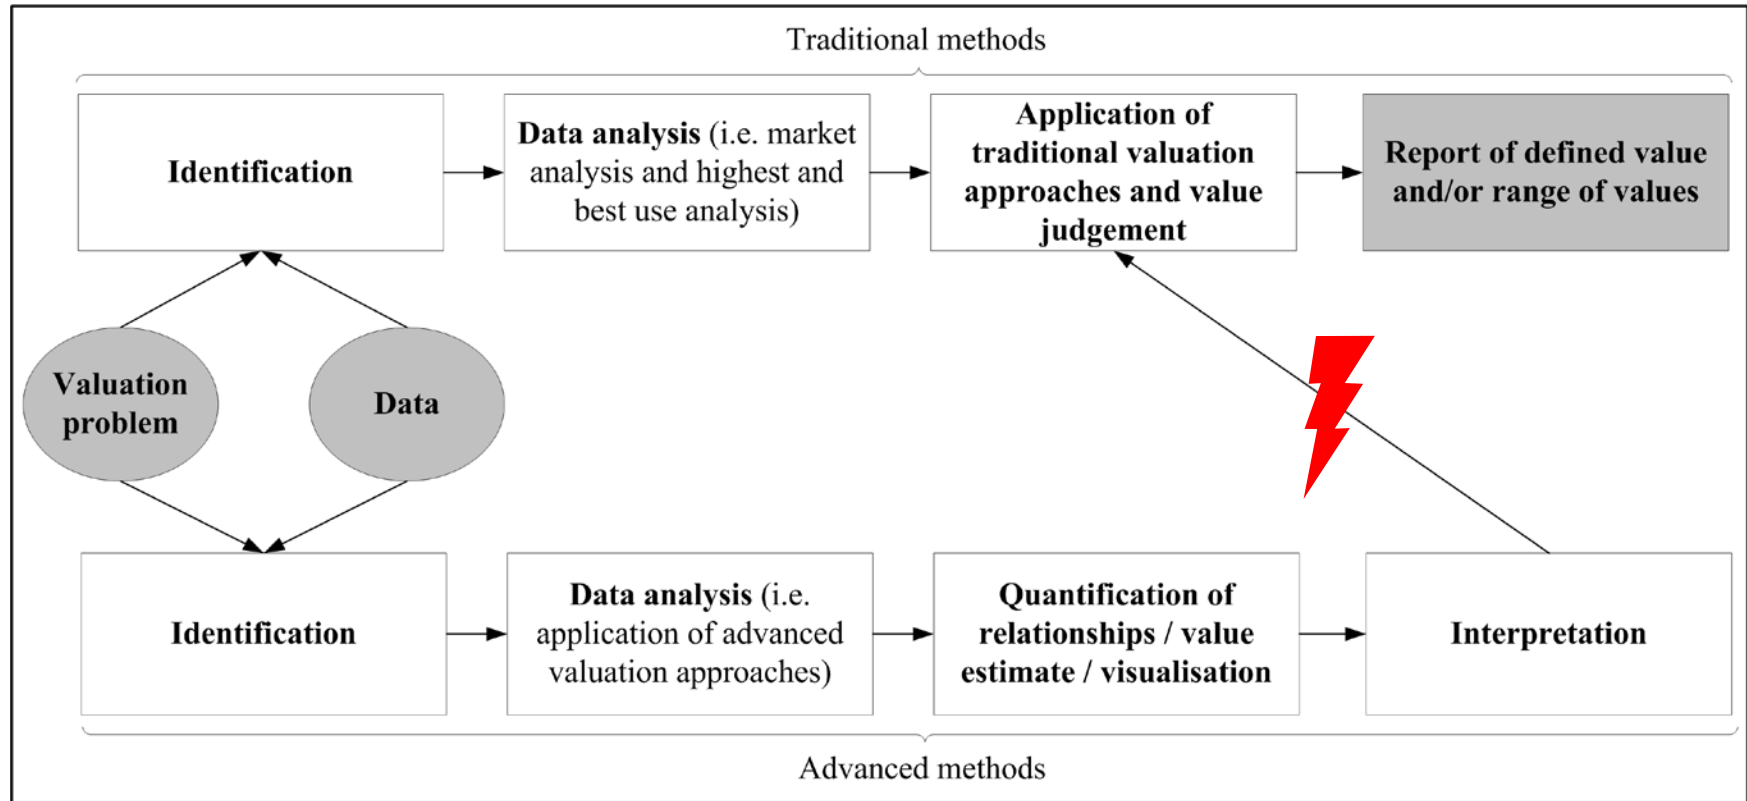 Traditional methods
Identification
Data analysis (i.e. market
analysis and highest and
best use analysis)
Application of
traditional valuation
approaches and value
judgement
Report of defined value
and/or range of values
Valuation
problem
Data
Identification
Data analysis (i.e.
application of advanced
valuation approaches)
Quantification of
relationships / value
estimate / visualisation
Interpretation
Advanced methods